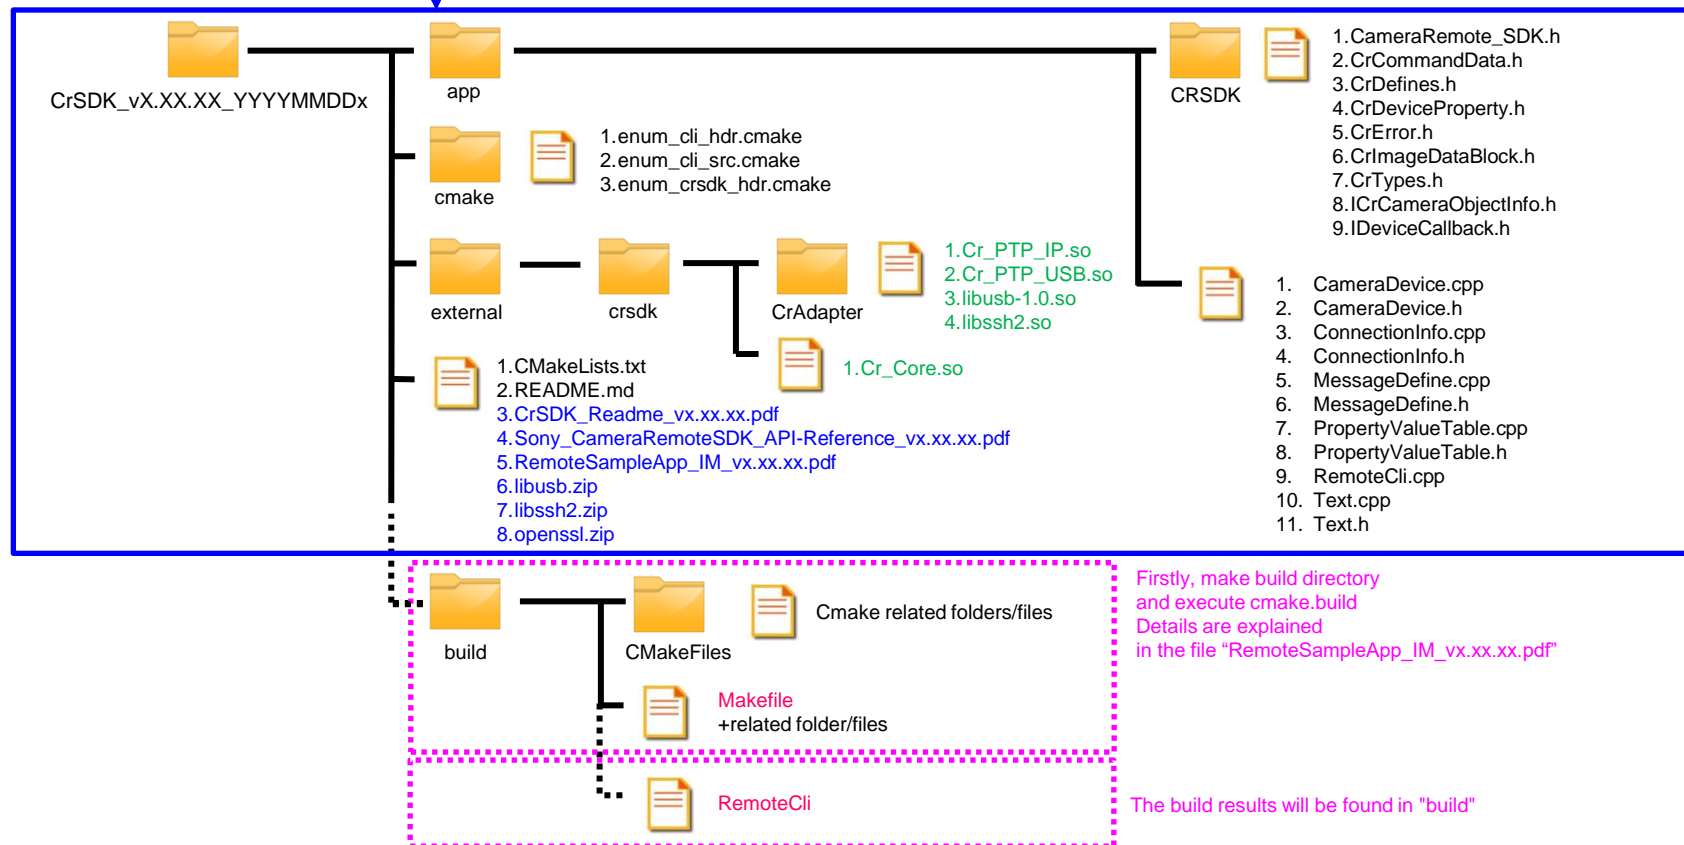 CrSDK_vX.XX.XX_YYYYMMDDx
app
CRSDK
1.CameraRemote_SDK.h
2.CrCommandData.h
3.CrDefines.h
4.CrDeviceProperty.h
5.CrError.h
6.CrImageDataBlock.h
7.CrTypes.h
8.ICrCameraObjectInfo.h
9.IDeviceCallback.h
cmake
1.enum_cli_hdr.cmake
2.enum_cli_src.cmake
3.enum_crsdk_hdr.cmake
external
crsdk
CrAdapter
1.Cr_PTP_IP.so
2.Cr_PTP_USB.so
3.libusb-1.0.so
4.libssh2.so
1.Cr_Core.so
1. CameraDevice.cpp
2. CameraDevice.h
3. ConnectionInfo.cpp
4. ConnectionInfo.h
5. MessageDefine.cpp
6. MessageDefine.h
7. PropertyValueTable.cpp
8. PropertyValueTable.h
9. RemoteCli.cpp
10. Text.cpp
11. Text.h
1.CMakeLists.txt
2.README.md
3.CrSDK_Readme_vx.xx.xx.pdf
4.Sony_CameraRemoteSDK_API-Reference_vx.xx.xx.pdf
5.RemoteSampleApp_IM_vx.xx.xx.pdf
6.libusb.zip
7.libssh2.zip
8.openssl.zip
build
CMakeFiles
Cmake related folders/files
Makefile
+related folder/files
RemoteCli
Firstly, make build directory
and execute cmake.build
Details are explained
in the file “RemoteSampleApp_IM_vx.xx.xx.pdf”
The build results will be found in "build"